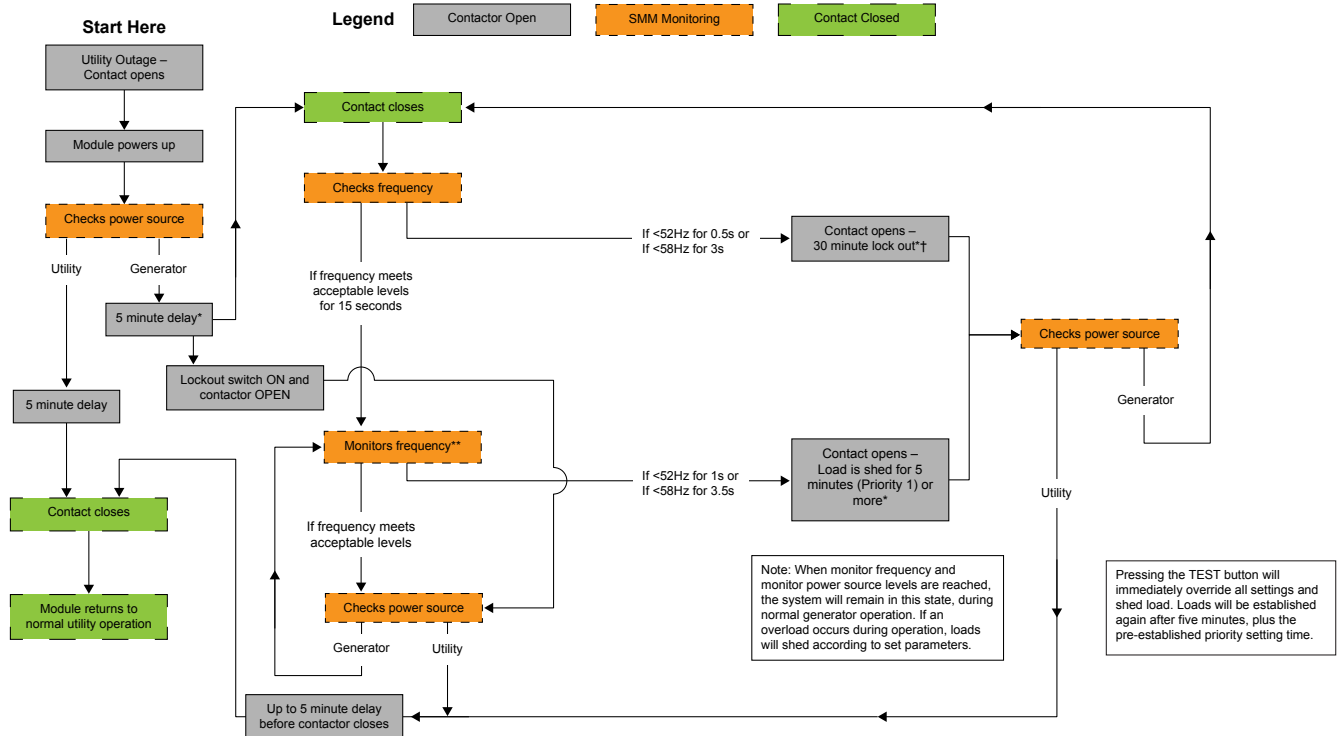 Start Here
Legend
Contactor Open
SMM Monitoring
Contact Closed
Utility Outage –
Contact opens
Module powers up
Checks power source
Utility
Generator
5 minute delay*
Lockout switch ON and
contactor OPEN
5 minute delay
Contact closes
Module returns to
normal utility operation
Contact closes
Checks frequency
If frequency meets
acceptable levels
for 15 seconds
If <52Hz for 0.5s or
If <58Hz for 3s
Contact opens –
30 minute lock out*†
Monitors frequency**
If <52Hz for 1s or
If <58Hz for 3.5s
Contact opens –
Load is shed for 5
minutes (Priority 1) or
more*
If frequency meets
acceptable levels
Checks power source
Generator
Utility
Up to 5 minute delay
before contactor closes
Checks power source
Generator
Utility
Note: When monitor frequency and
monitor power source levels are reached,
the system will remain in this state, during
normal generator operation. If an
overload occurs during operation, loads
will shed according to set parameters.
Pressing the TEST button will
immediately override all settings and
shed load. Loads will be established
again after five minutes, plus the
pre-established priority setting time.